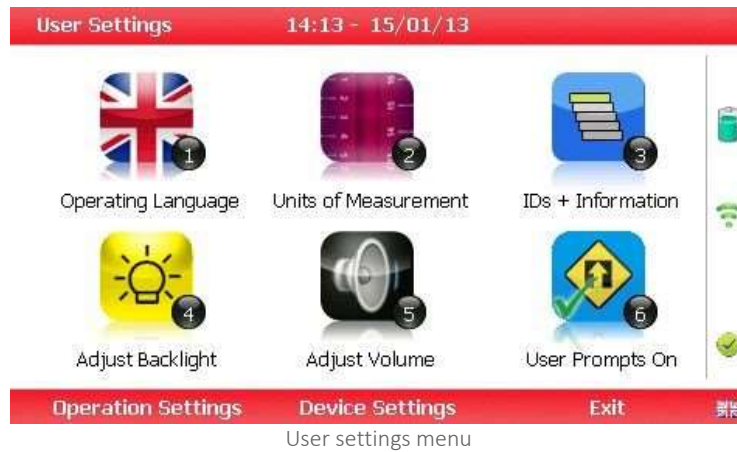 User Settings 14:13 - 15/01/13
1 2 3
Operating Language Units of Measurement IDs + Information
4 5 6
Adjust Backlight Adjust Volume User Prompts On
Operation Settings Device Settings Exit
User settings menu